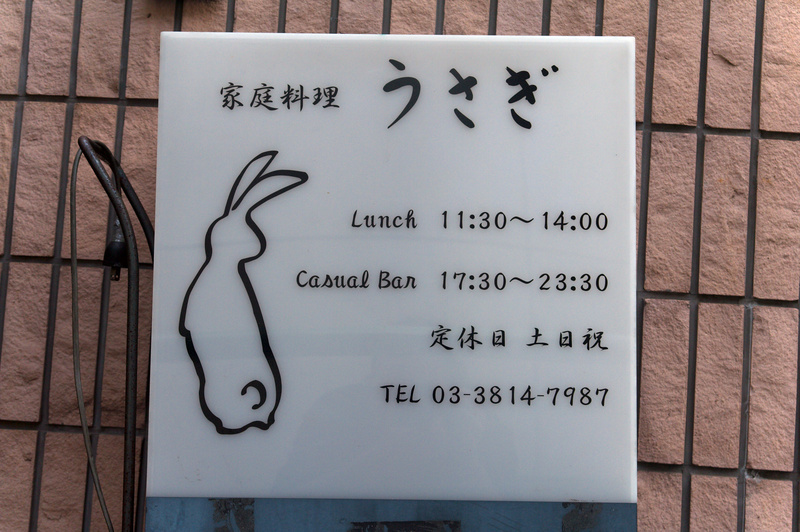 家庭料理 うさぎ
Lunch 11:30～14:00
Casual Bar 17:30～23:30
定休日 土日祝
TEL 03-3814-7987